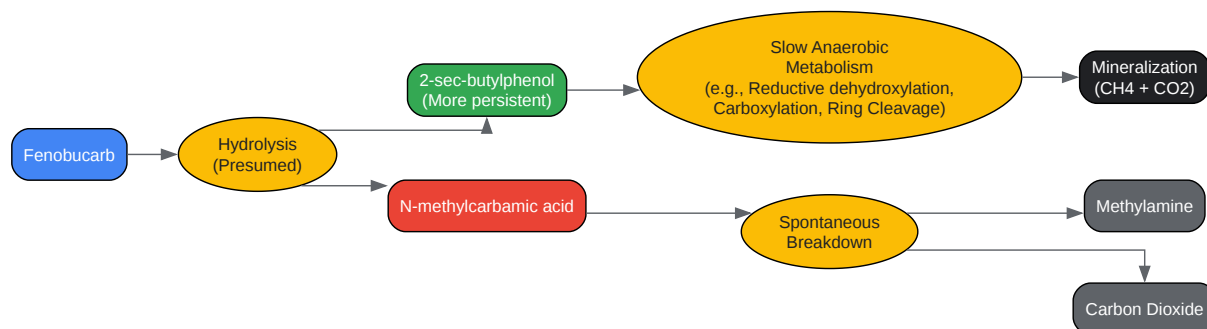 Fenobucarb
Hydrolysis
(Presumed)
2-sec-butylphenol
(More persistent)
Slow Anaerobic
Metabolism
(e.g., Reductive dehydroxylation,
Carboxylation, Ring Cleavage)
Mineralization
(CH4 + CO2)
N-methylcarbamic acid
Spontaneous
Breakdown
Methylamine
Carbon Dioxide